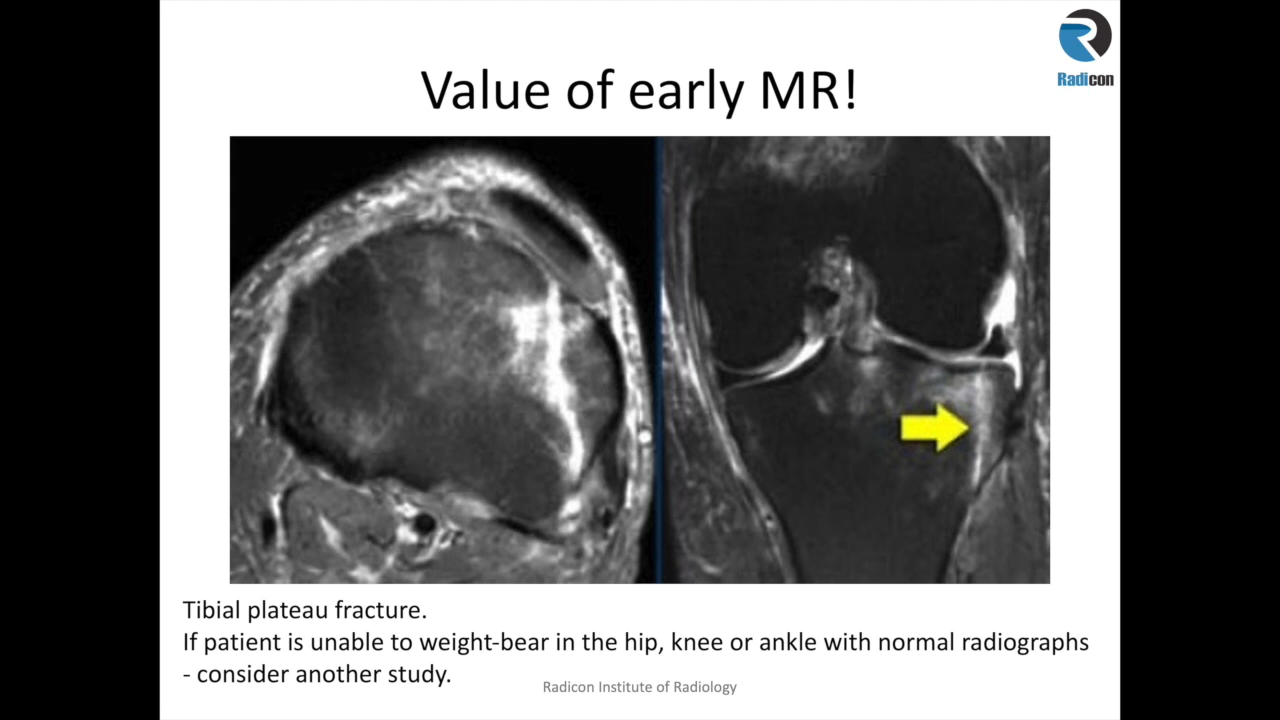 Radicon
Value of early MR!
Tibial plateau fracture.
If patient is unable to weight-bear in the hip, knee or ankle with normal radiographs
- consider another study.
Radicon Institute of Radiology